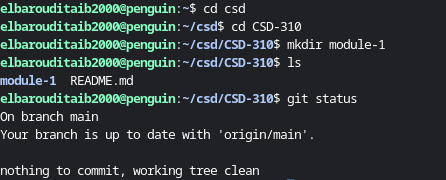 elbarouditaib2000@penguin:~$ cd csd
elbarouditaib2000@penguin:~/csd$ cd CSD-310
elbarouditaib2000@penguin:~/csd/CSD-310$ mkdir module-1
elbarouditaib2000@penguin:~/csd/CSD-310$ ls
module-1  README.md
elbarouditaib2000@penguin:~/csd/CSD-310$ git status
On branch main
Your branch is up to date with 'origin/main'.
nothing to commit, working tree clean